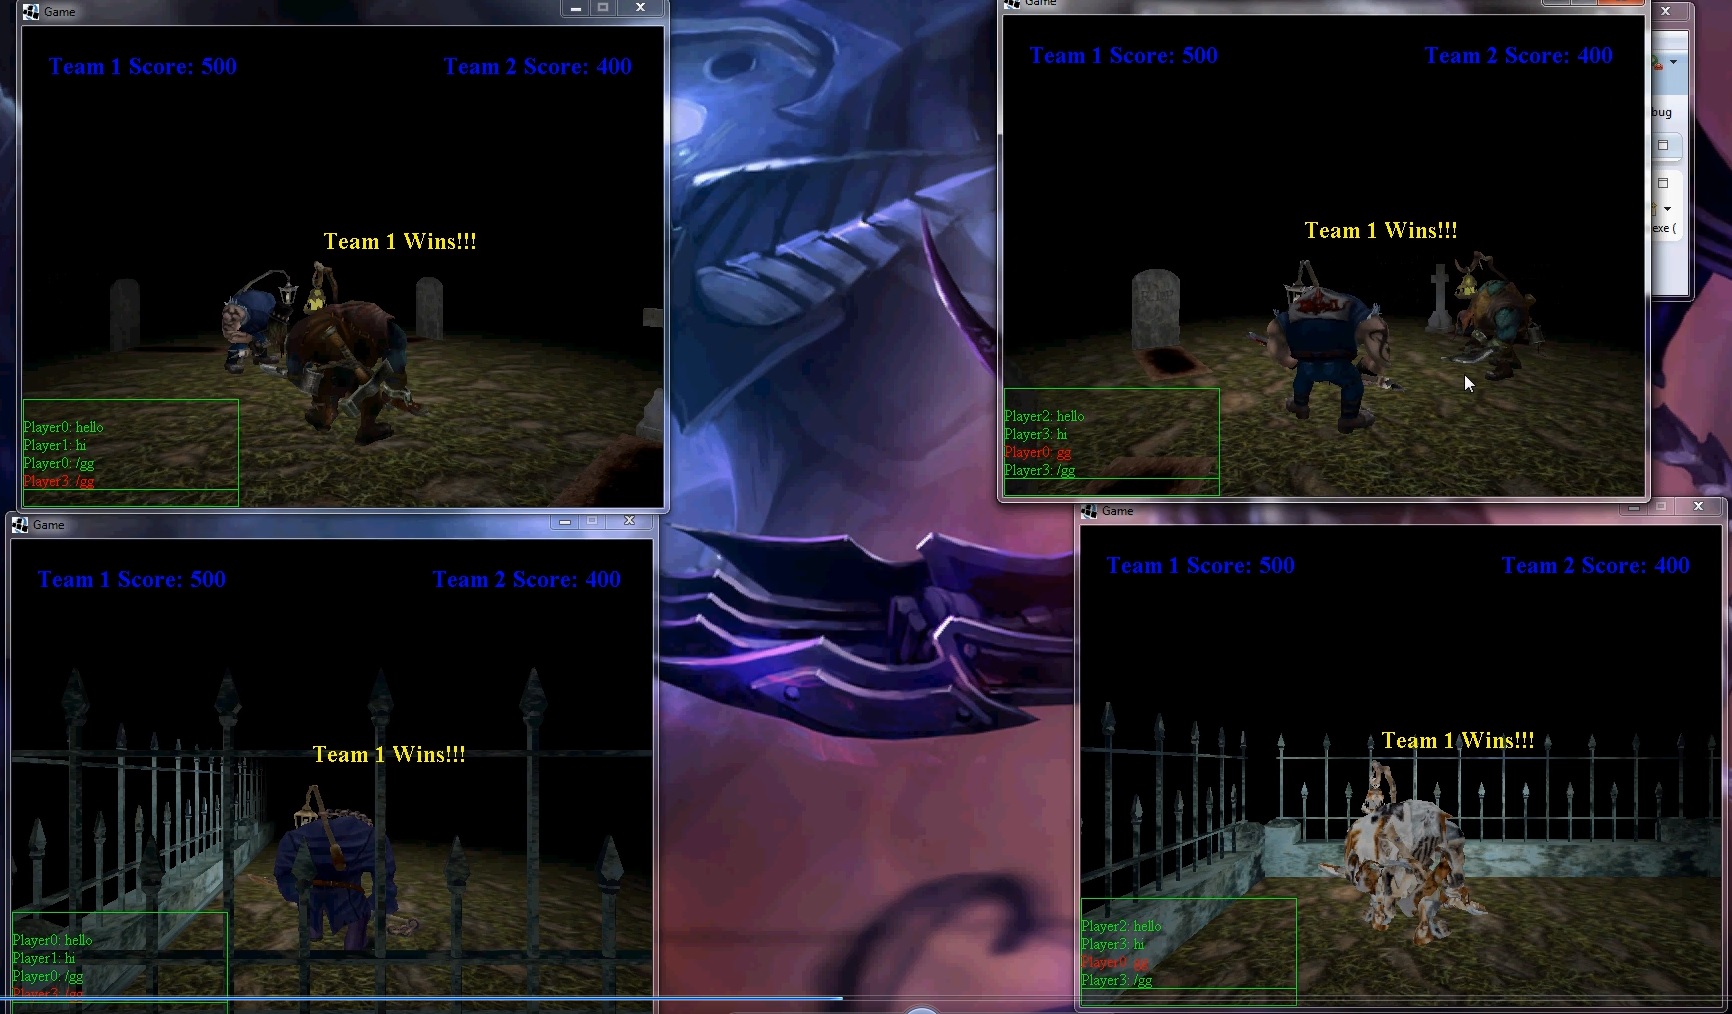 Game
Team 1 Score: 500
Team 2 Score: 400
Team 1 Wins!!!
Player0: hello
Player1: hi
Player0: /gg
Player3: /gg
Game
Team 1 Score: 500
Team 2 Score: 400
Team 1 Wins!!!
Player2: hello
Player3: hi
Player0: gg
Player3: /gg
bug
exe (
Game
Team 1 Score: 500
Team 2 Score: 400
Team 1 Wins!!!
Player0: hello
Player1: hi
Player0: /gg
Player3: /gg
Game
Team 1 Score: 500
Team 2 Score: 400
Team 1 Wins!!!
Player2: hello
Player3: hi
Player0: gg
Player3: /gg